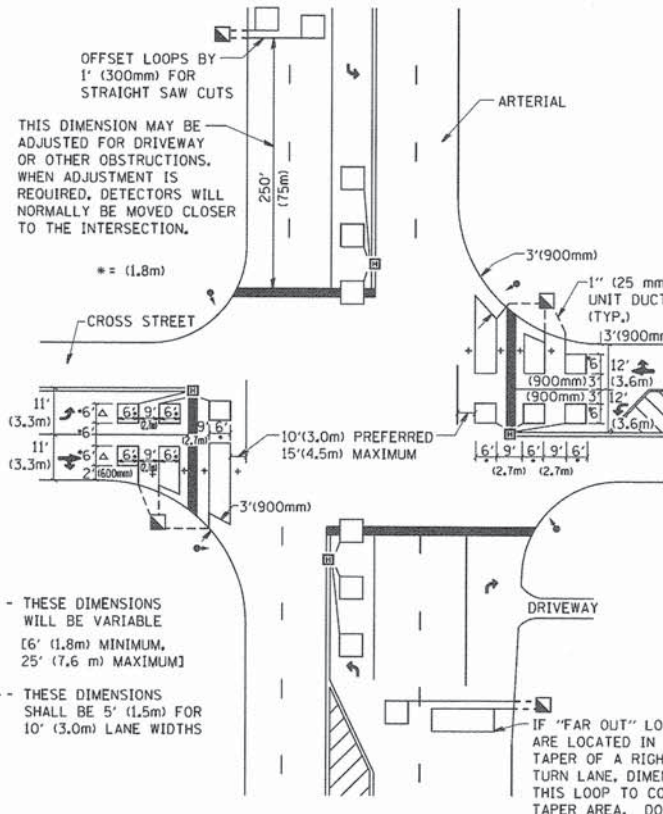 OFFSET LOOPS BY
1' (300mm) FOR
STRAIGHT SAW CUTS
ARTERIAL
THIS DIMENSION MAY BE
ADJUSTED FOR DRIVEWAY
OR OTHER OBSTRUCTIONS.
WHEN ADJUSTMENT IS
REQUIRED, DETECTORS WILL
NORMALLY BE MOVED CLOSER
TO THE INTERSECTION.
250'
(75m)
* = (1.8m)
H
3'(900mm)
1" (25 mm
UNIT DUCT
(TYP.)
3'(900mm
CROSS STREET
6'
12'
(3.6m)
(900mm) 3'
(900mm) 3'
12'
(3.6m)
6'
H
11'
(3.3m)
*6'
6' 9' 6'
9' 6'
(2.7m)
*6'
11'
(3.3m)
*6'
2'
(600mm)
6' 9' 6'
10'(3.0m) PREFERRED
15'(4.5m) MAXIMUM
H
6' 9' 6' 9' 6'
(2.7m) (2.7m)
3'(900mm)
H
- THESE DIMENSIONS
WILL BE VARIABLE
[6' (1.8m) MINIMUM,
25' (7.6 m) MAXIMUM]
DRIVEWAY
- THESE DIMENSIONS
SHALL BE 5' (1.5m) FOR
10' (3.0m) LANE WIDTHS
IF "FAR OUT" LO
ARE LOCATED IN
TAPER OF A RIGH
TURN LANE, DIMEN
THIS LOOP TO CO
TAPER AREA. DO